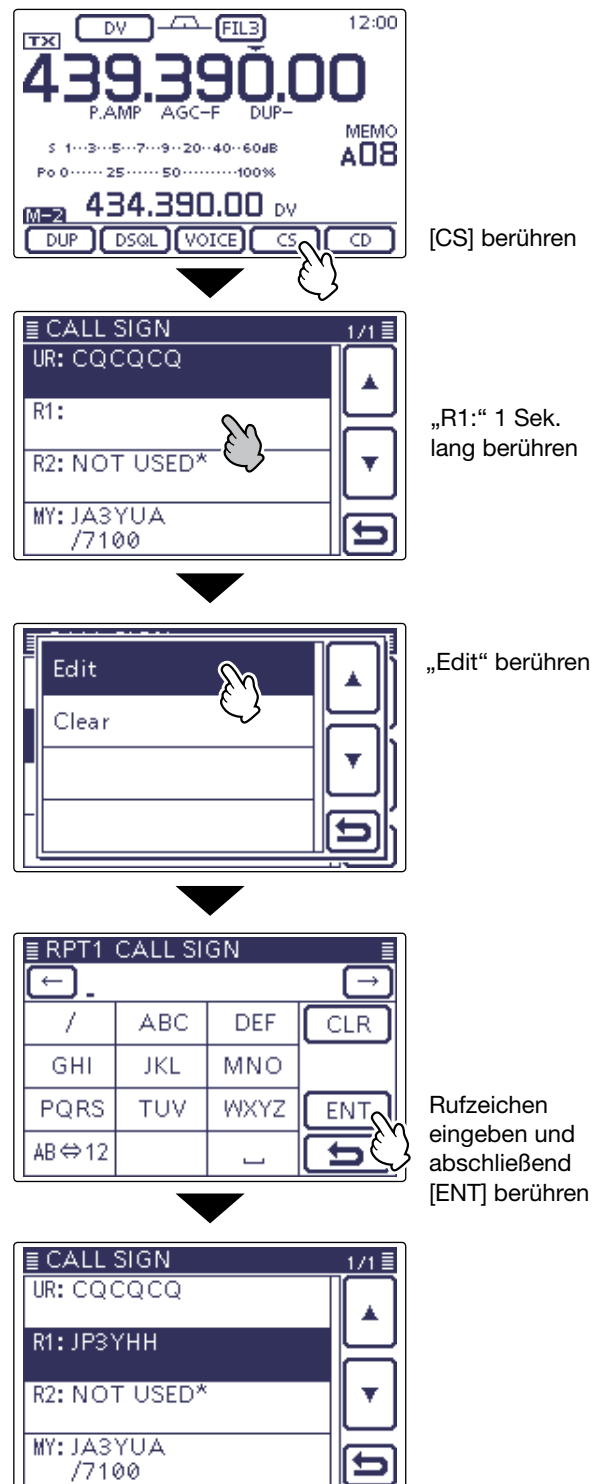 DV FIL3 12:00
TX
439.390.00
P.AMP AGC-F DUP-
MEMO
S 1···3···5···7···9··20··40··60dB
A08
Po 0······ 25 ······ 50 ·········100%
M-2 434.390.00 DV
DUP DSQL VOICE CS CD
[CS] berühren
CALL SIGN 1/1
UR: CQCQCQ
R1:
R2: NOT USED*
MY: JA3YUA
/7100
„R1:“ 1 Sek.
lang berühren
Edit
Clear
„Edit“ berühren
RPT1 CALL SIGN
← _ →
/ ABC DEF CLR
GHI JKL MNO
PQRS TUV WXYZ ENT
AB⇔12 ⎵
Rufzeichen
eingeben und
abschließend
[ENT] berühren
CALL SIGN 1/1
UR: CQCQCQ
R1: JP3YHH
R2: NOT USED*
MY: JA3YUA
/7100